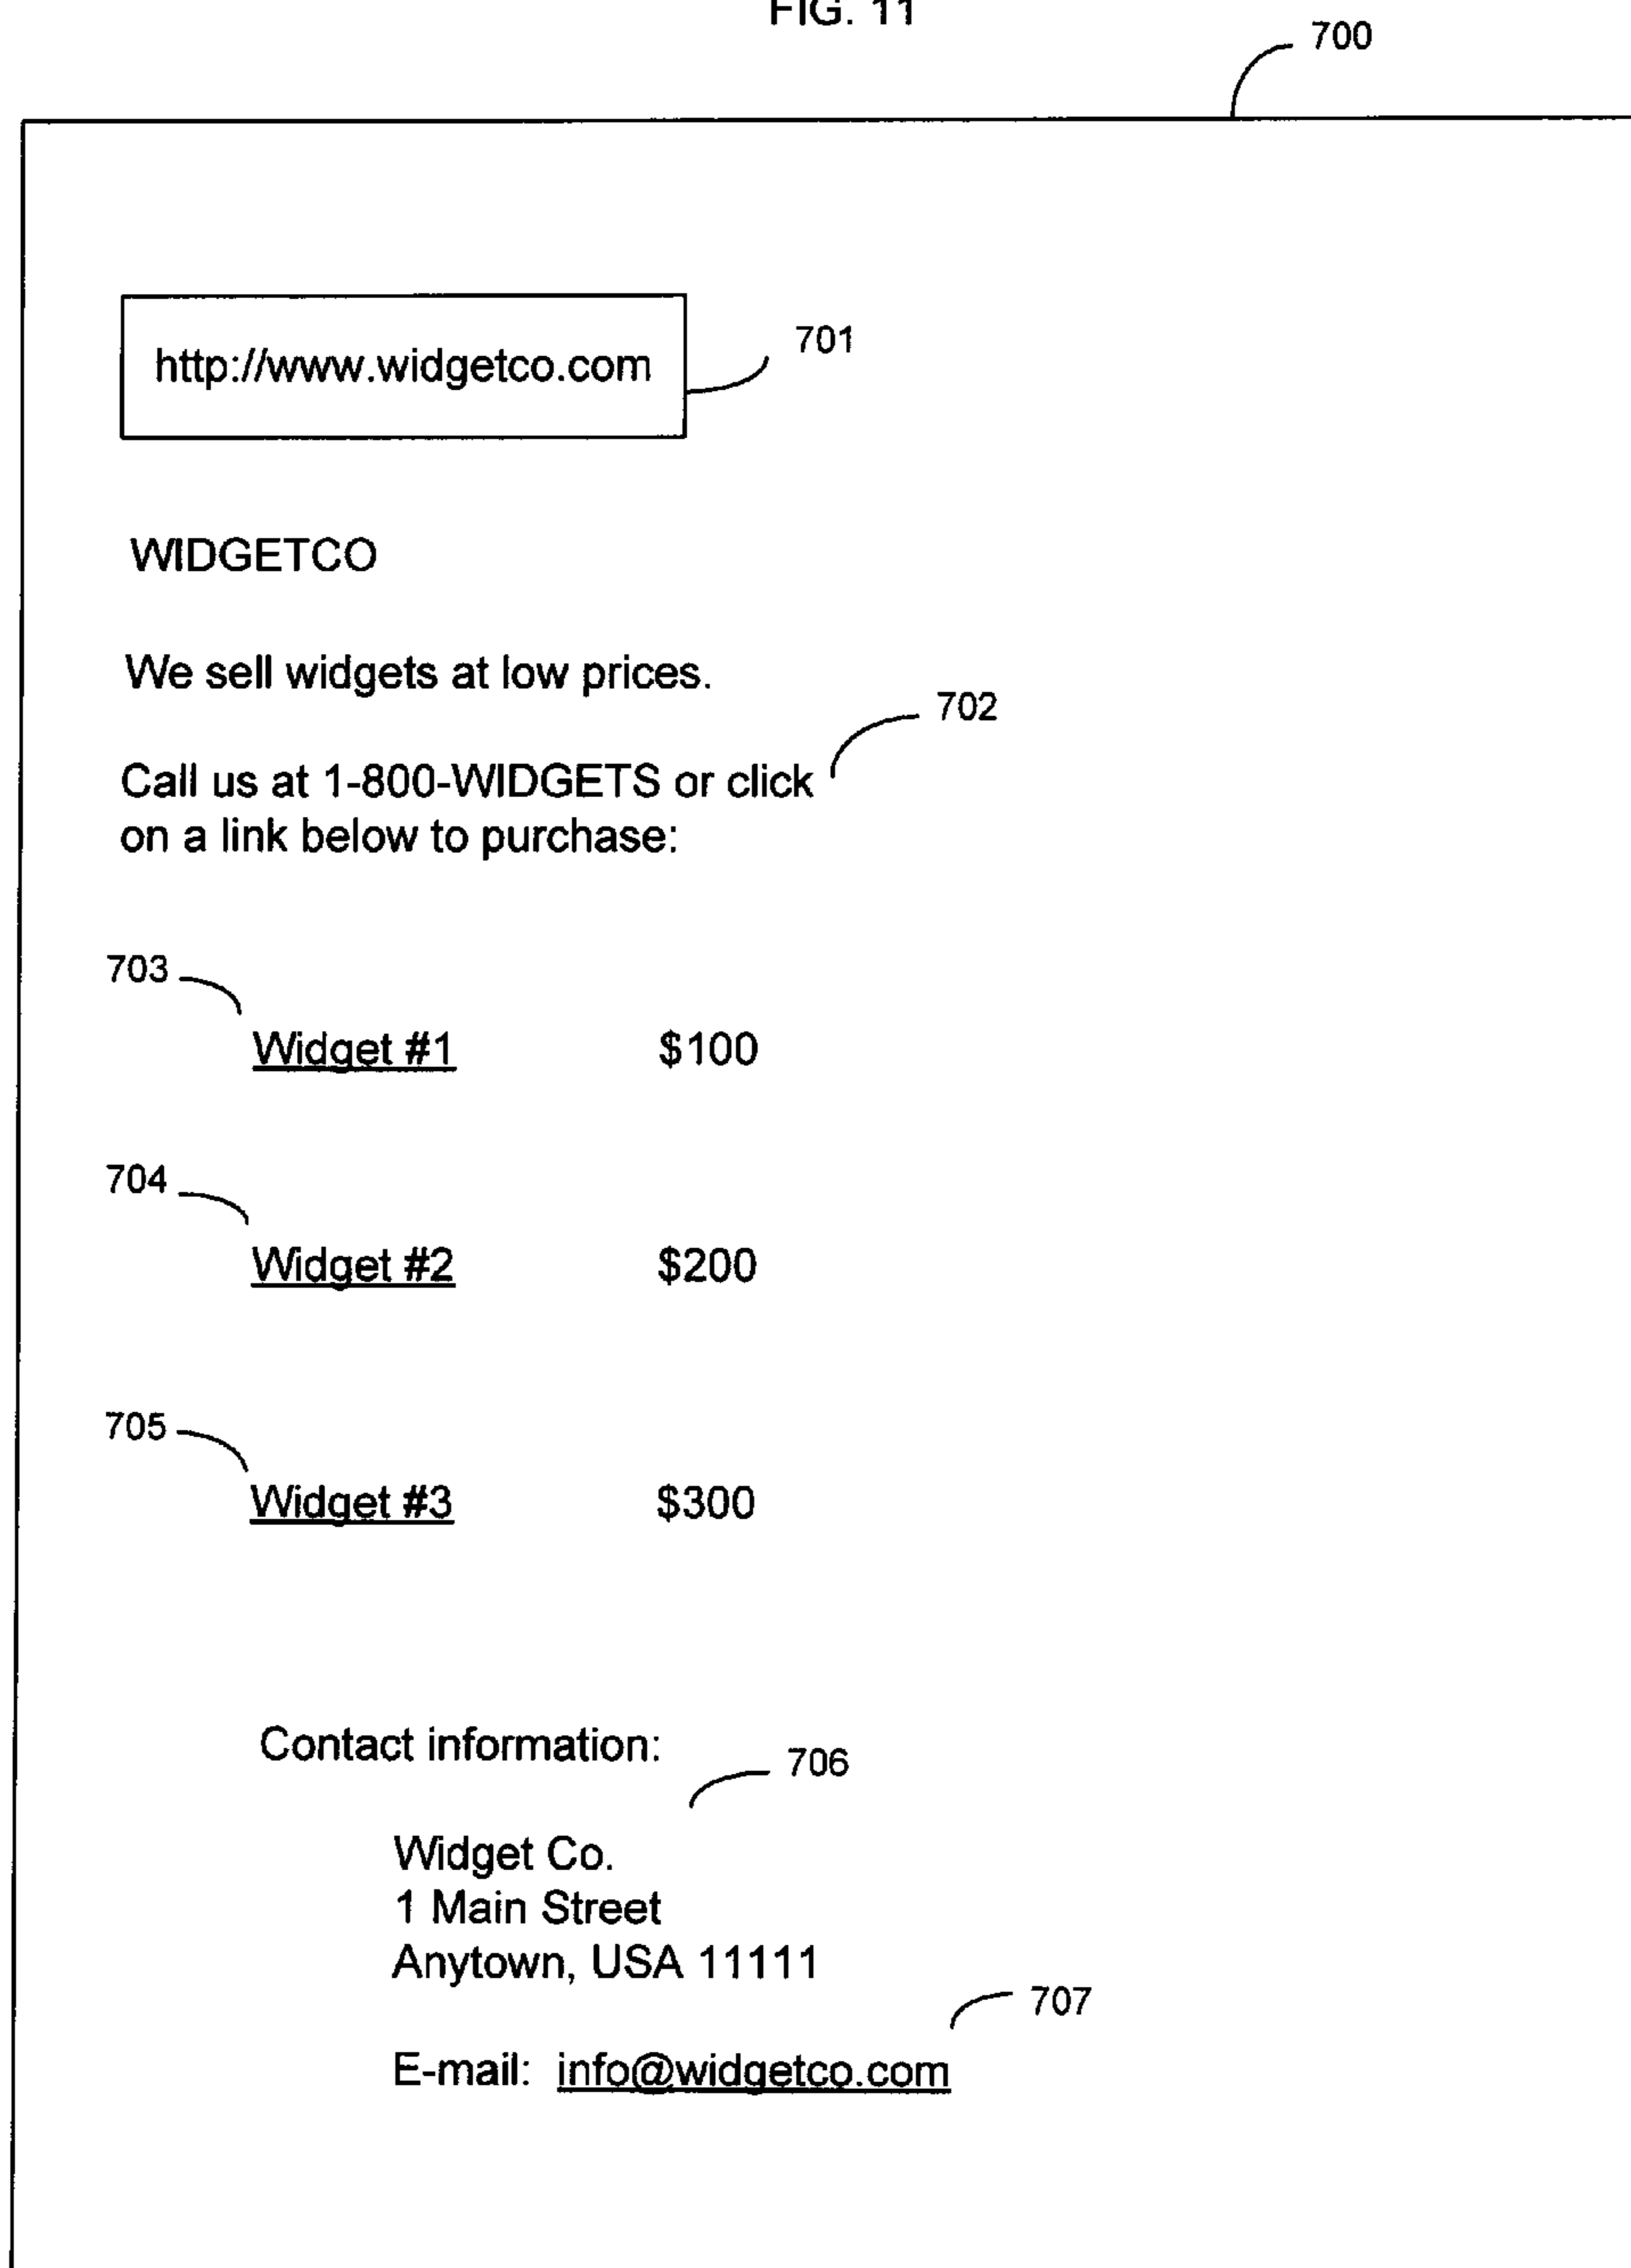 FIG. 11
700
http://www.widgetco.com
701
WIDGETCO
We sell widgets at low prices.
702
Call us at 1-800-WIDGETS or click
on a link below to purchase:
703
Widget #1 $100
704
Widget #2 $200
705
Widget #3 $300
Contact information:
706
Widget Co.
1 Main Street
Anytown, USA 11111
707
E-mail: info@widgetco.com